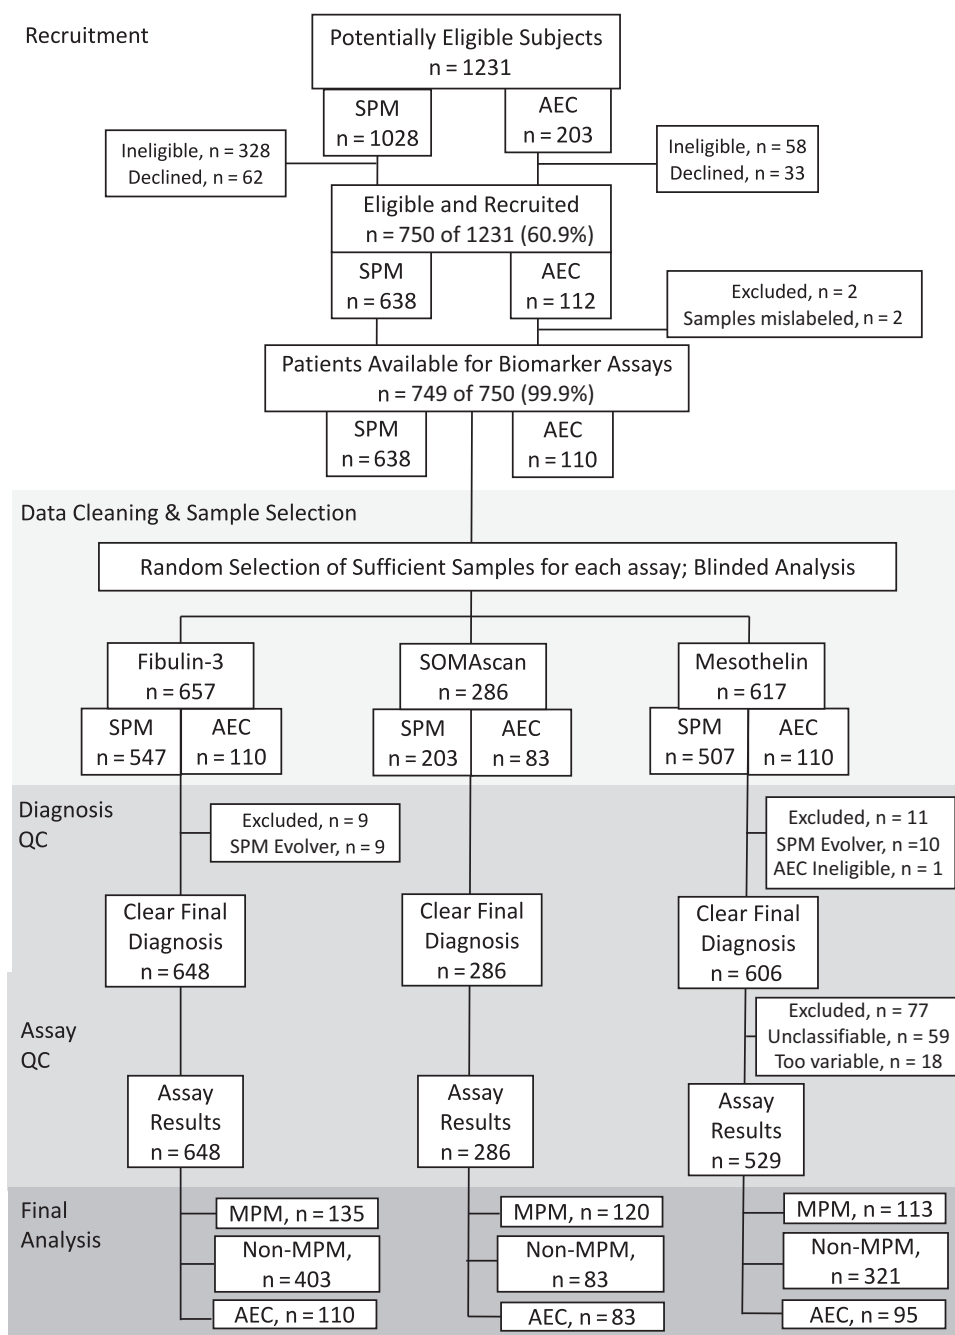 Recruitment
Potentially Eligible Subjects
n = 1231
SPM
n = 1028
AEC
n = 203
Ineligible, n = 328
Declined, n = 62
Ineligible, n = 58
Declined, n = 33
Eligible and Recruited
n = 750 of 1231 (60.9%)
SPM
n = 638
AEC
n = 112
Excluded, n = 2
Samples mislabeled, n = 2
Patients Available for Biomarker Assays
n = 749 of 750 (99.9%)
SPM
n = 638
AEC
n = 110
Data Cleaning & Sample Selection
Random Selection of Sufficient Samples for each assay; Blinded Analysis
Fibulin-3
n = 657
SPM
n = 547
AEC
n = 110
SOMAscan
n = 286
SPM
n = 203
AEC
n = 83
Mesothelin
n = 617
SPM
n = 507
AEC
n = 110
Diagnosis
QC
Excluded, n = 9
SPM Evolver, n = 9
Excluded, n = 11
SPM Evolver, n =10
AEC Ineligible, n = 1
Clear Final
Diagnosis
n = 648
Clear Final
Diagnosis
n = 286
Clear Final
Diagnosis
n = 606
Assay
QC
Excluded, n = 77
Unclassifiable, n = 59
Too variable, n = 18
Assay
Results
n = 648
Assay
Results
n = 286
Assay
Results
n = 529
Final
Analysis
MPM, n = 135
Non-MPM,
n = 403
AEC, n = 110
MPM, n = 120
Non-MPM,
n = 83
AEC, n = 83
MPM, n = 113
Non-MPM,
n = 321
AEC, n = 95